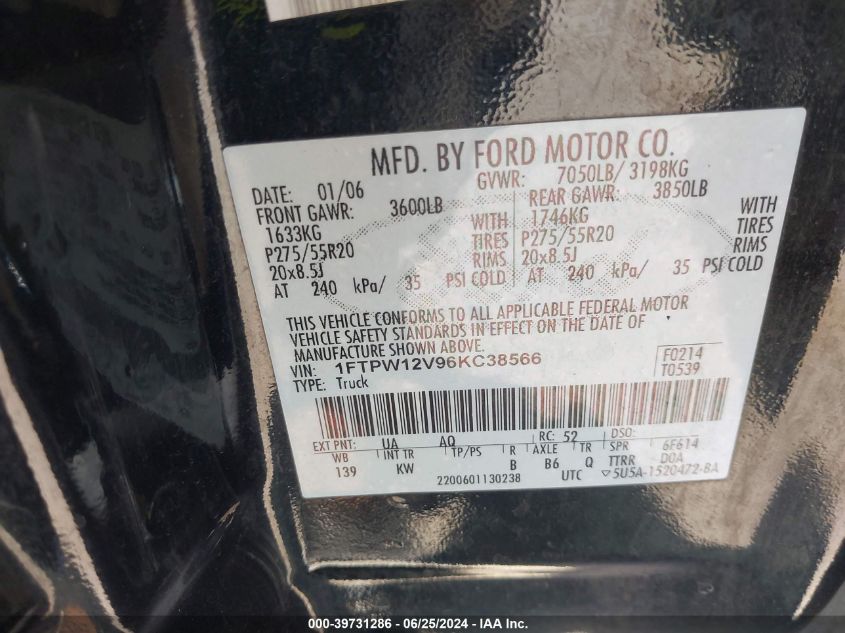 MFD. BY FORD MOTOR CO.
DATE: 01/06 GVWR: 7050LB/ 3198KG
FRONT GAWR: 3600LB REAR GAWR: 3850LB
1633KG WITH 1746KG WITH
P275/55R20 TIRES P275/55R20 TIRES
20x8.5J RIMS 20x8.5J RIMS
AT 240 kPa/ 35 PSI COLD AT 240 kPa/ 35 PSI COLD
THIS VEHICLE CONFORMS TO ALL APPLICABLE FEDERAL MOTOR
VEHICLE SAFETY STANDARDS IN EFFECT ON THE DATE OF
MANUFACTURE SHOWN ABOVE.
VIN: 1FTPW12V96KC38566 F0214
TYPE: Truck T0539
EXT PNT: UA AQ RC: 52 DSO:
WB INT TR TP/PS R AXLE TR SPR 6F614
139 KW B B6 Q TTRR D0A
2200601130238 UTC ▽5U5A-1520472-BA
000-39731286 - 06/25/2024 - IAA Inc.